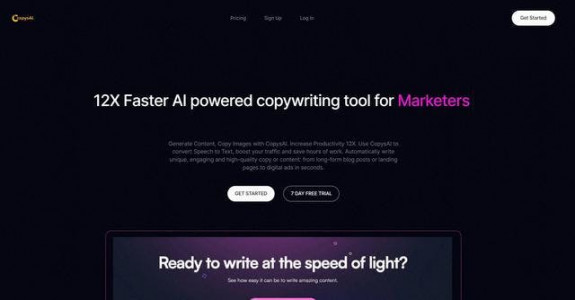 CopysAI
Pricing Sign Up Log In
Get Started
12X Faster AI powered copywriting tool for Marketers
Generate Content, Copy Images with CopysAI. Increase Productivity 12X. Use CopysAI to
convert Speech to Text, boost your traffic and save hours of work. Automatically write
unique, engaging and high-quality copy or content: from long-form blog posts or landing
pages to digital ads in seconds.
GET STARTED 7 DAY FREE TRIAL
Ready to write at the speed of light?
See how easy it can be to write amazing content.